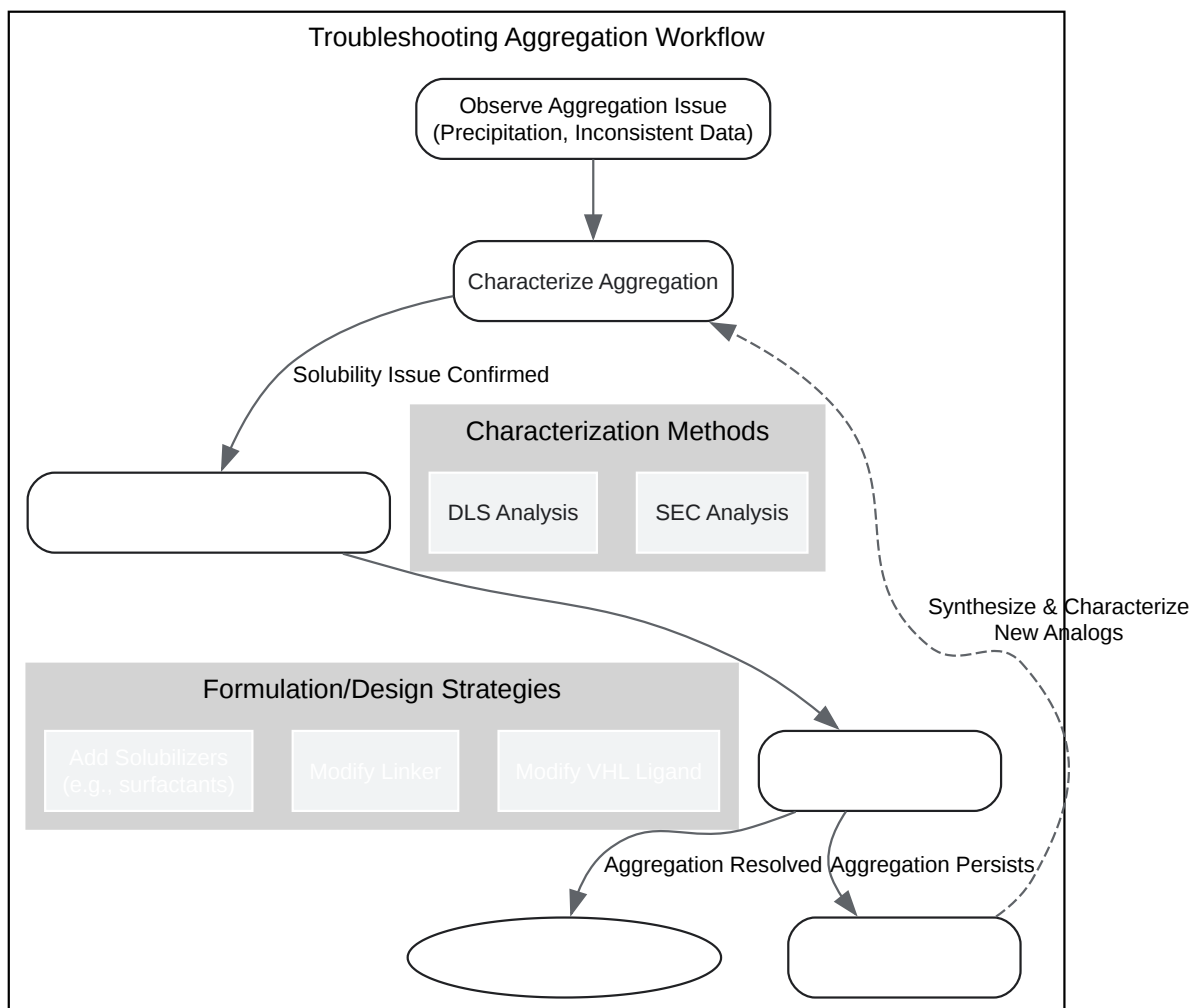 Troubleshooting Aggregation Workflow
Observe Aggregation Issue
(Precipitation, Inconsistent Data)
Characterize Aggregation
Solubility Issue Confirmed
Characterization Methods
DLS Analysis
SEC Analysis
Synthesize & Characterize
New Analogs
Formulation/Design Strategies
Add Solubilizers
(e.g., surfactants)
Modify Linker
Modify VHL Ligand
Aggregation Resolved
Aggregation Persists